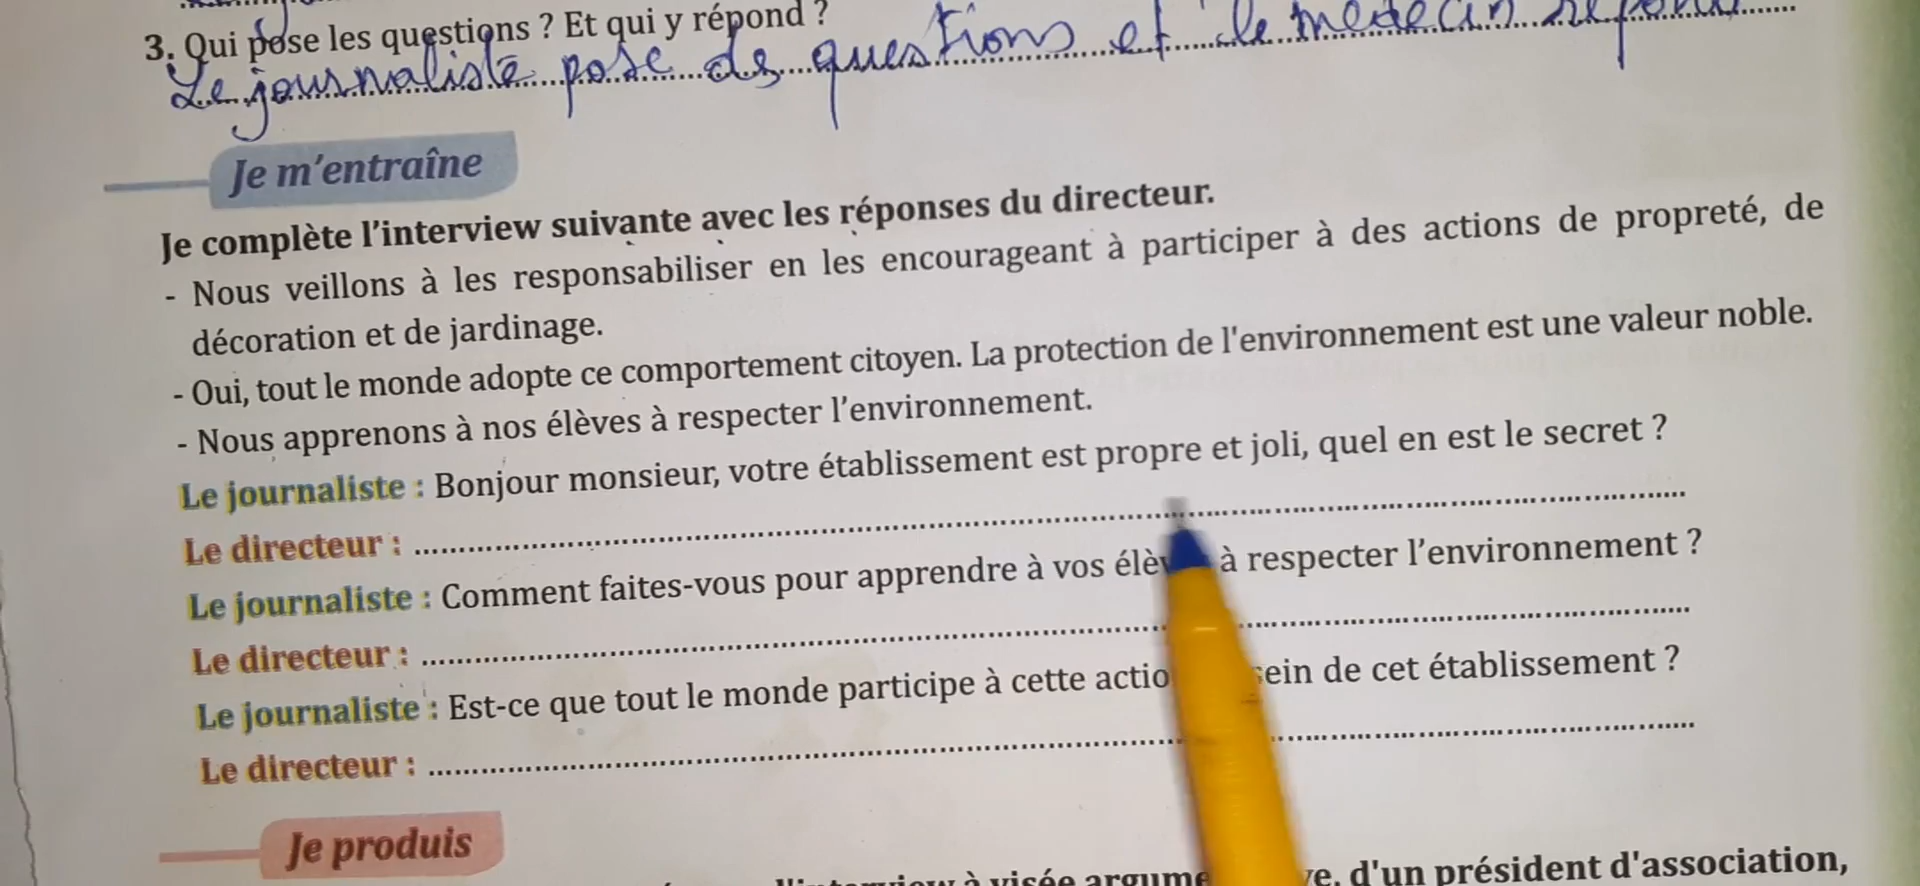 3. Qui pose les questions ? Et qui y répond ?
Le journaliste pose des questions et le médecin répond
Je m'entraîne
Je complète l'interview suivante avec les réponses du directeur.
- Nous veillons à les responsabiliser en les encourageant à participer à des actions de propreté, de
décoration et de jardinage.
- Oui, tout le monde adopte ce comportement citoyen. La protection de l'environnement est une valeur noble.
- Nous apprenons à nos élèves à respecter l'environnement.
Le journaliste : Bonjour monsieur, votre établissement est propre et joli, quel en est le secret ?
Le directeur :
Le journaliste : Comment faites-vous pour apprendre à vos à respecter l'environnement ?
Le directeur :
Le journaliste : Est-ce que tout le monde participe à cette sein de cet établissement ?
Le directeur :
Je produis
à visée d'un président d'association,